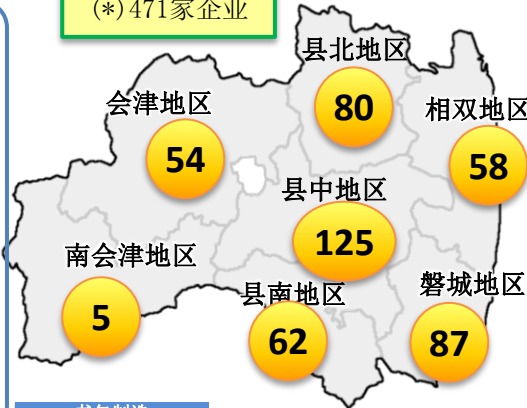 (*)471家企业
县北地区
80
会津地区
54
相双地区
58
县中地区
125
南会津地区
5
县南地区
62
磐城地区
87